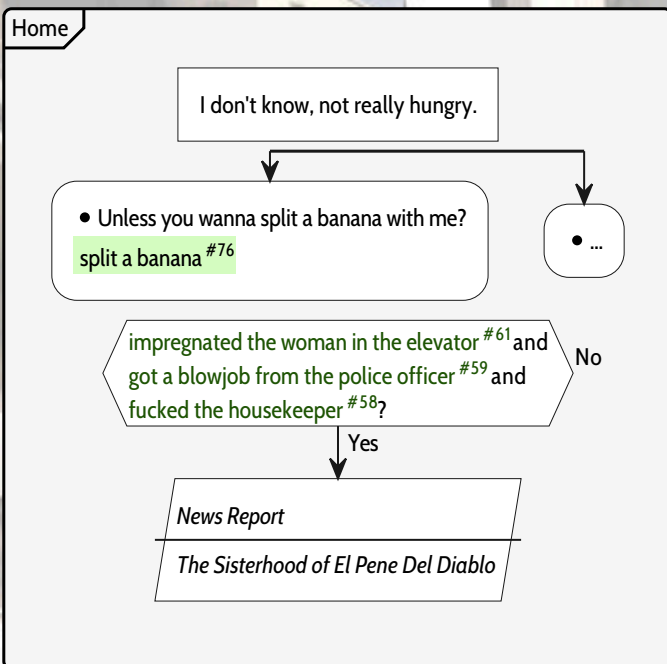 Home
I don't know, not really hungry.
• Unless you wanna split a banana with me?
split a banana #76
• ...
impregnated the woman in the elevator #61 and
got a blowjob from the police officer #59 and
fucked the housekeeper #58?
No
Yes
News Report
The Sisterhood of El Pene Del Diablo